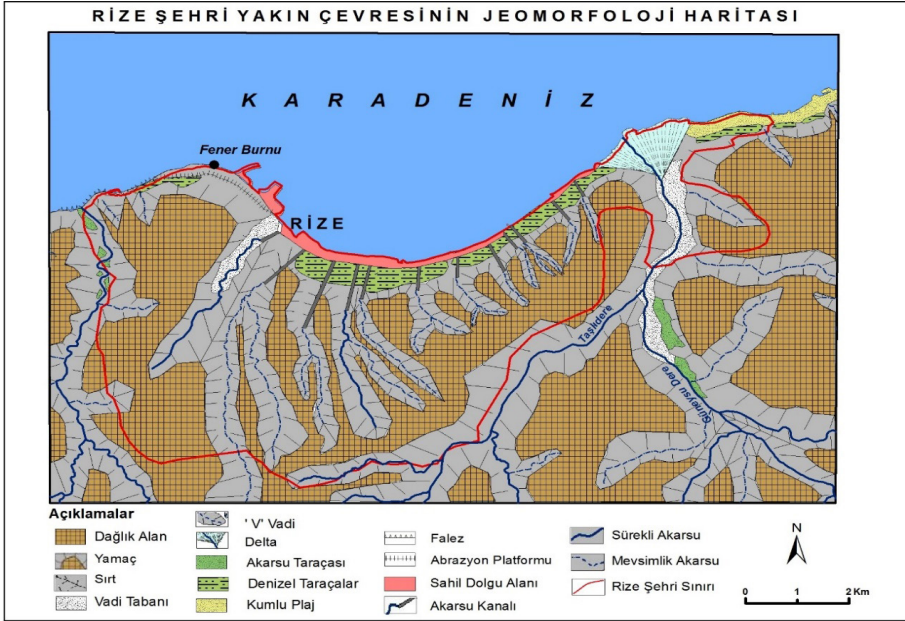 RİZE ŞEHRİ YAKIN ÇEVRESİNİN JEOMORFOLOJİ HARİTASI
KARADENİZ
Fener Burnu
RİZE
Taşlıdere
Güneysu Dere
Açıklamalar
Dağlık Alan
Yamaç
Sırt
Vadi Tabanı
' V' Vadi
Delta
Akarsu Taraçası
Denizel Taraçalar
Kumlu Plaj
Falez
Abrazyon Platformu
Sahil Dolgu Alanı
Akarsu Kanalı
Sürekli Akarsu
Mevsimlik Akarsu
Rize Şehri Sınırı
N
0 1 2 Km